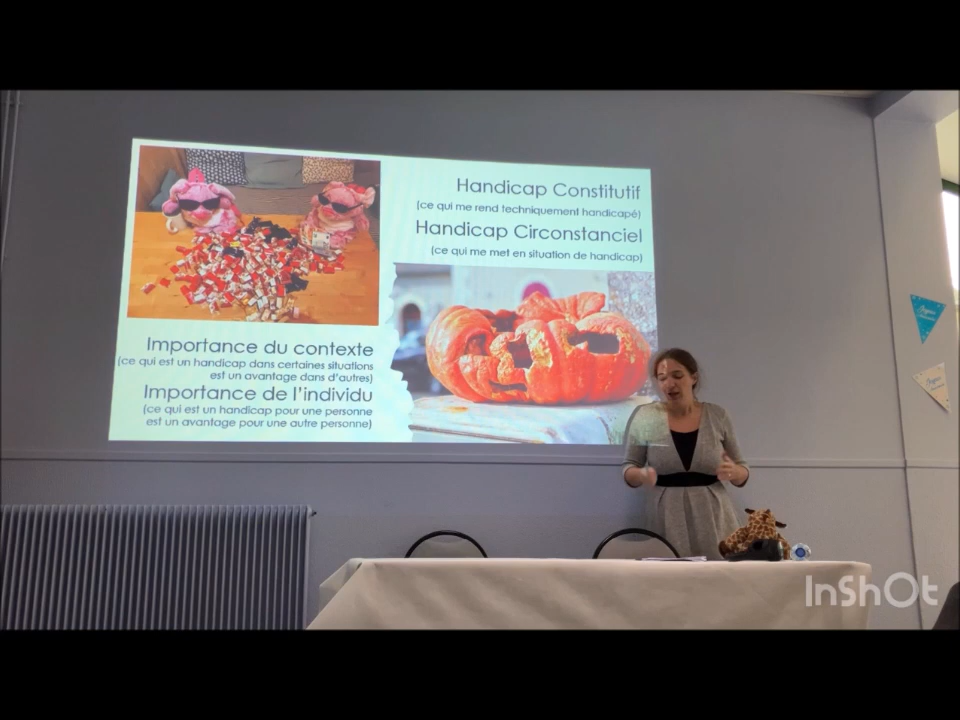 Handicap Constitutif
(ce qui me rend techniquement handicapé)
Handicap Circonstanciel
(ce qui me met en situation de handicap)
Importance du contexte
(ce qui est un handicap dans certaines situations
est un avantage dans d'autres)
Importance de l'individu
(ce qui est un handicap pour une personne
est un avantage pour une autre personne)
InShOt